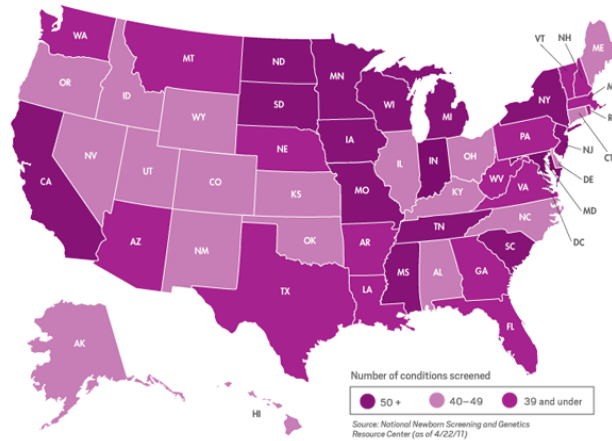 WA
MT
ND
MN
VT
NH
ME
OR
ID
SD
WI
MI
NY
M
R
WY
IA
NE
PA
NJ
CT
NV
UT
CO
IL
IN
OH
DE
CA
KS
MO
KY
WV
VA
MD
AZ
NM
OK
AR
TN
NC
DC
TX
LA
MS
AL
GA
SC
FL
AK
HI
Number of conditions screened
50 + 40–49 39 and under
Source: National Newborn Screening and Genetics
Resource Center (as of 4/22/11)